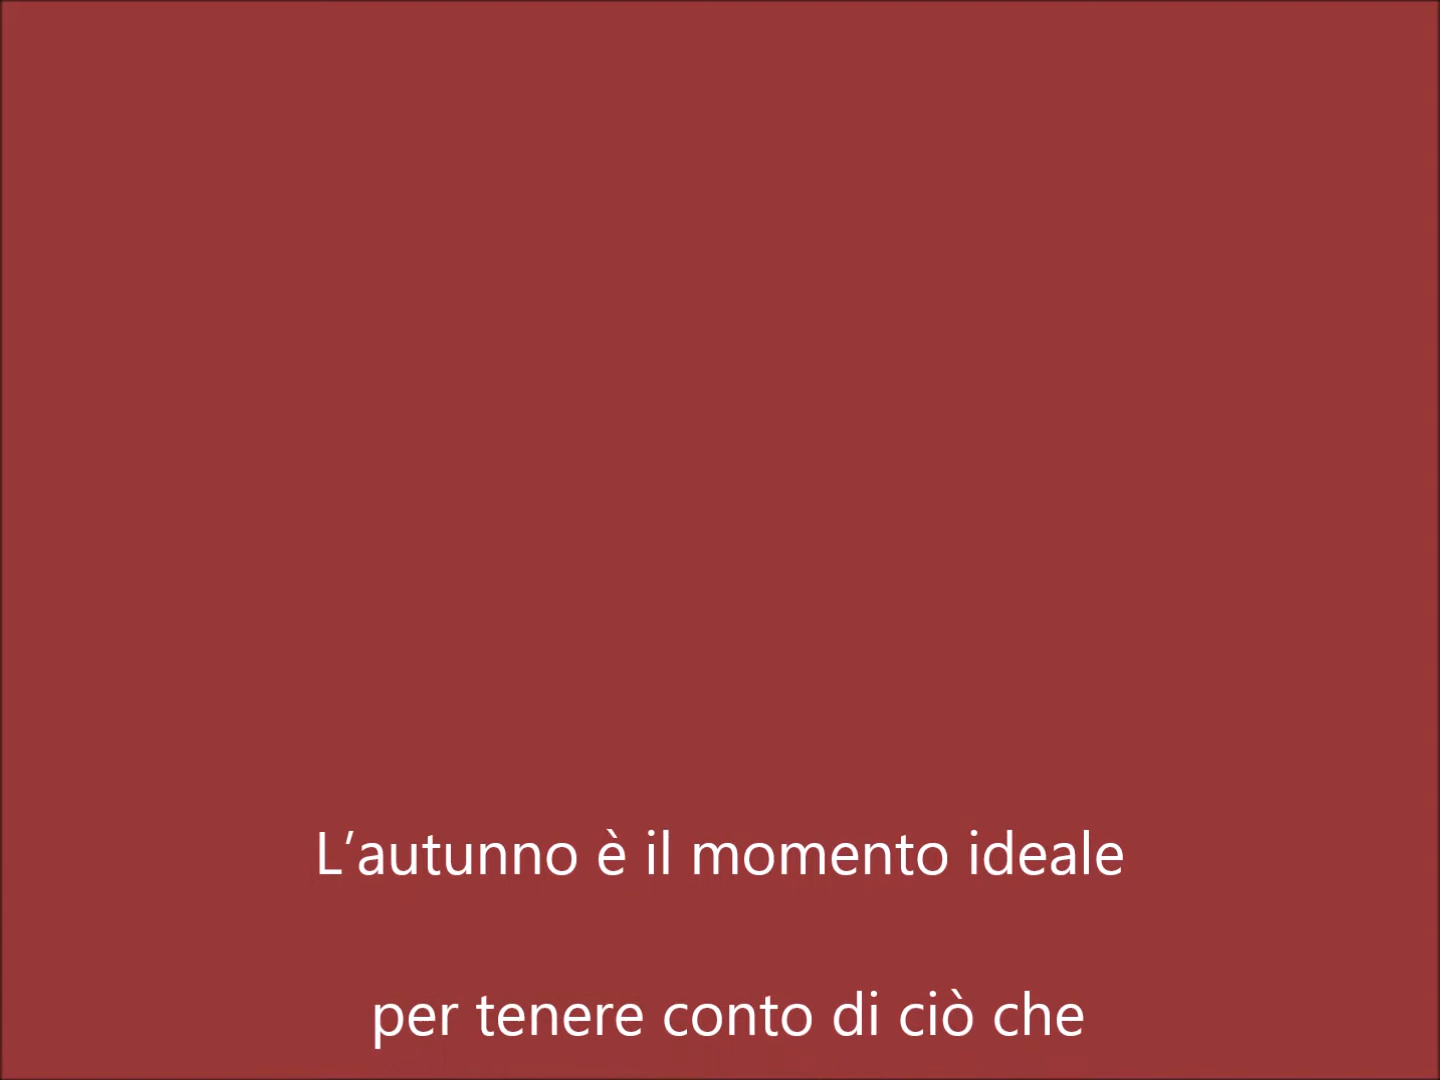 L’autunno è il momento ideale
per tenere conto di ciò che